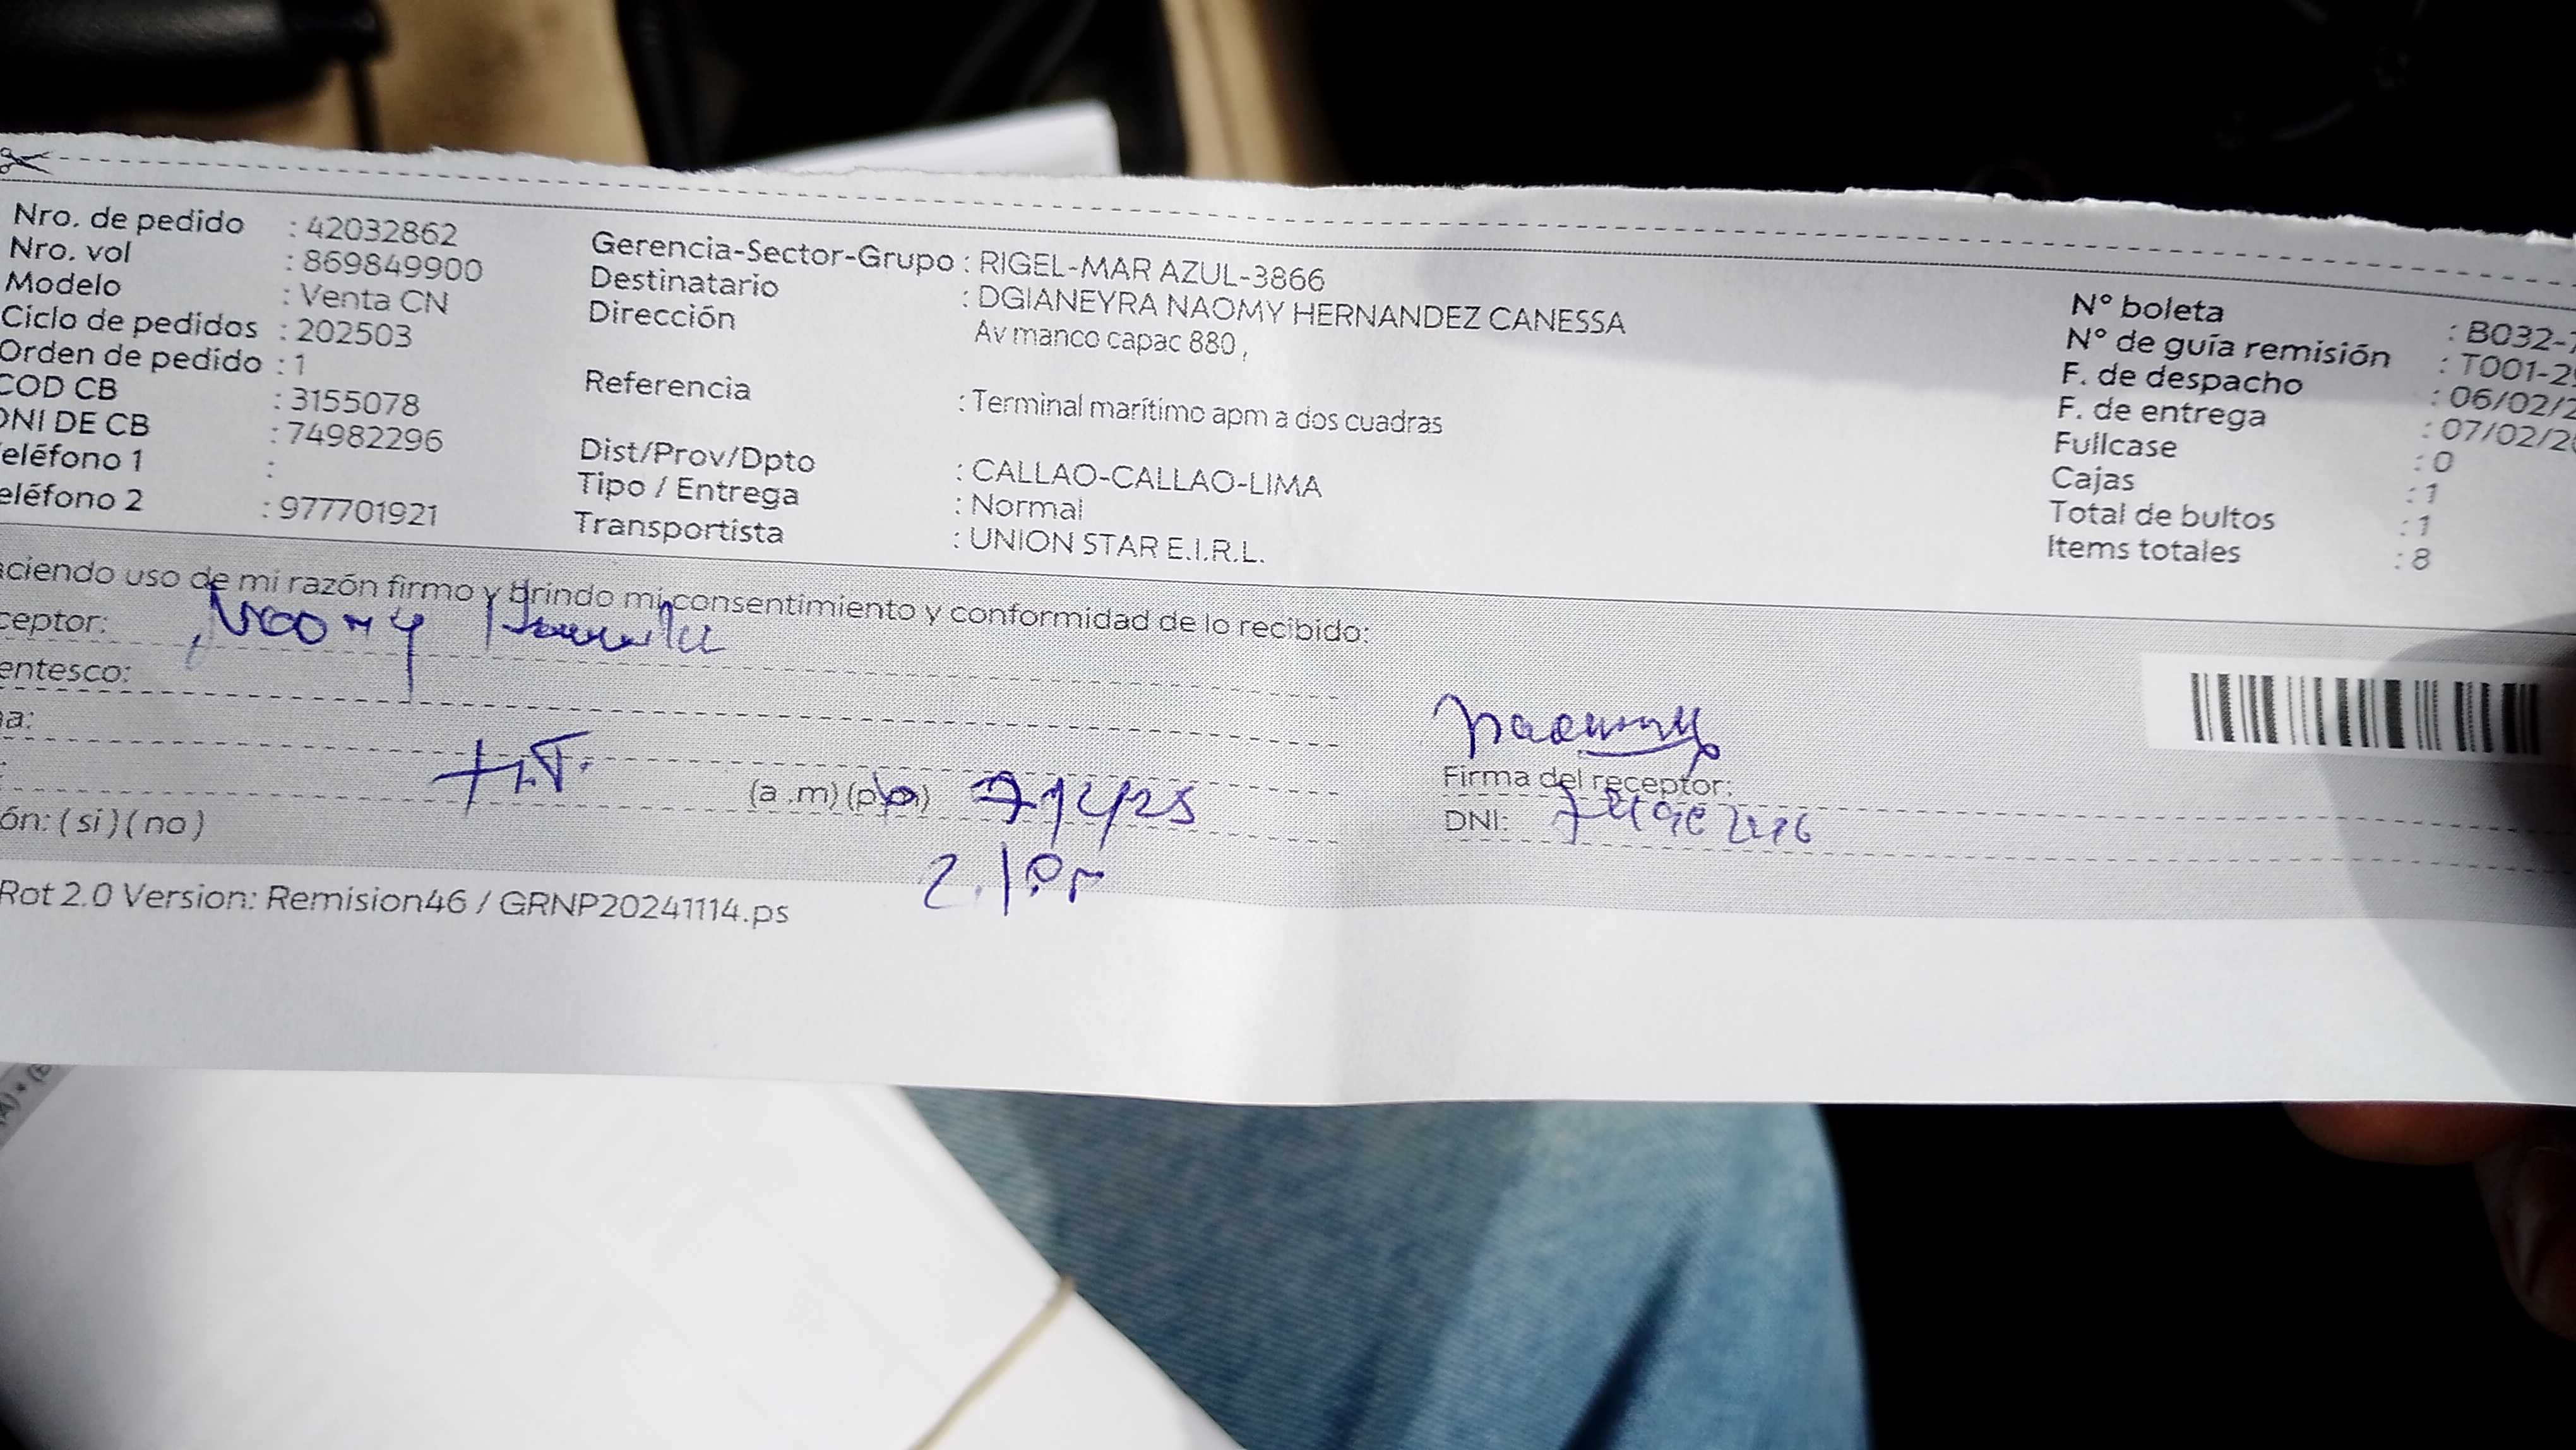 Nro. de pedido : 42032862
Nro. vol : 869849900
Modelo : Venta CN
Ciclo de pedidos : 202503
Orden de pedido : 1
COD CB : 3155078
DNI DE CB : 74982296
eléfono 1 :
eléfono 2 : 977701921
Gerencia-Sector-Grupo : RIGEL-MAR AZUL-3866
Destinatario : DGIANEYRA NAOMY HERNANDEZ CANESSA
Dirección Av manco capac 880 ,
Referencia : Terminal marítimo apm a dos cuadras
Dist/Prov/Dpto : CALLAO-CALLAO-LIMA
Tipo / Entrega : Normal
Transportista : UNION STAR E.I.R.L.
N° boleta : B032-
N° de guía remisión : T001-2
F. de despacho : 06/02/2
F. de entrega : 07/02/2
Fullcase : 0
Cajas : 1
Total de bultos : 1
Items totales : 8
aciendo uso de mi razón firmo y brindo mi consentimiento y conformidad de lo recibido:
ceptor: Naomy
entesco:
na:
(a .m) (p.m)
Firma del receptor:
ón: ( si ) ( no )
DNI:
Rot 2.0 Version: Remision46 / GRNP20241114.ps